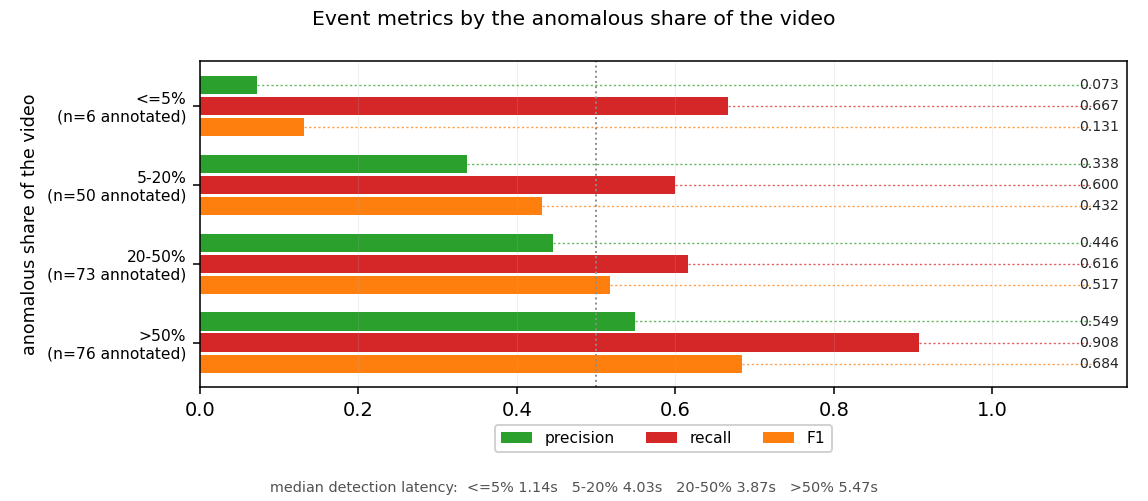 Event metrics by the anomalous share of the video
anomalous share of the video
<=5%
(n=6 annotated)
0.073
0.667
0.131
5-20%
(n=50 annotated)
0.338
0.600
0.432
20-50%
(n=73 annotated)
0.446
0.616
0.517
>50%
(n=76 annotated)
0.549
0.908
0.684
0.0 0.2 0.4 0.6 0.8 1.0
precision recall F1
median detection latency: <=5% 1.14s 5-20% 4.03s 20-50% 3.87s >50% 5.47s